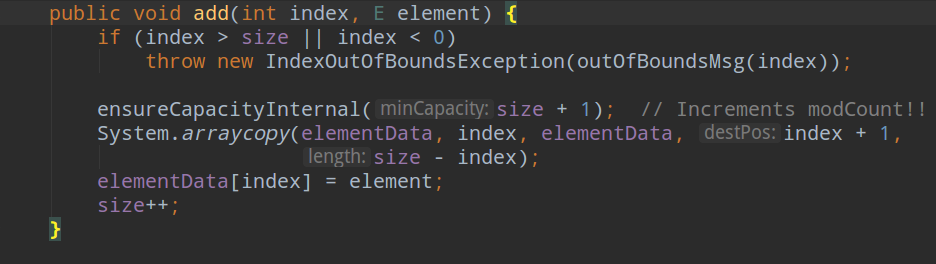 public void add(int index, E element) {
if (index > size || index < 0)
throw new IndexOutOfBoundsException(outOfBoundsMsg(index));
ensureCapacityInternal( minCapacity: size + 1);  // Increments modCount!!
System.arraycopy(elementData, index, elementData, destPos: index + 1,
length: size - index);
elementData[index] = element;
size++;
}